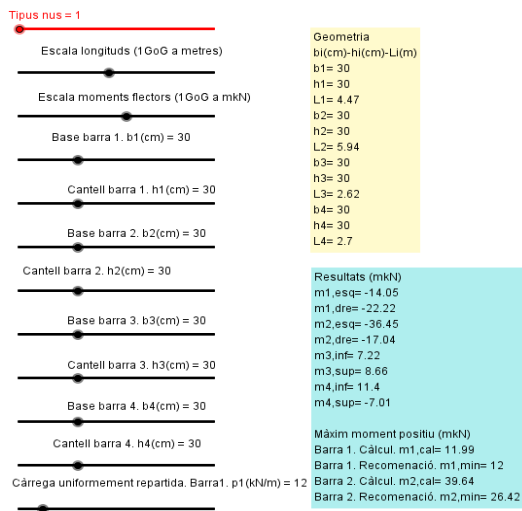 Tipus nus = 1
Escala longituds (1GoG a metres)
Escala moments flectors (1GoG a mkN)
Base barra 1. b1(cm) = 30
Cantell barra 1. h1(cm) = 30
Base barra 2. b2(cm) = 30
Cantell barra 2. h2(cm) = 30
Base barra 3. b3(cm) = 30
Cantell barra 3. h3(cm) = 30
Base barra 4. b4(cm) = 30
Cantell barra 4. h4(cm) = 30
Càrrega uniformement repartida. Barra1. p1(kN/m) = 12
Geometria
bi(cm)-hi(cm)-Li(m)
b1= 30
h1= 30
L1= 4.47
b2= 30
h2= 30
L2= 5.94
b3= 30
h3= 30
L3= 2.62
b4= 30
h4= 30
L4= 2.7
Resultats (mkN)
m1,esq= -14.05
m1,dre= -22.22
m2,esq= -36.45
m2,dre= -17.04
m3,inf= 7.22
m3,sup= 8.66
m4,inf= 11.4
m4,sup= -7.01
Màxim moment positiu (mkN)
Barra 1. Càlcul. m1,cal= 11.99
Barra 1. Recomenació. m1,min= 12
Barra 2. Càlcul. m2,cal= 39.64
Barra 2. Recomenació. m2,min= 26.42